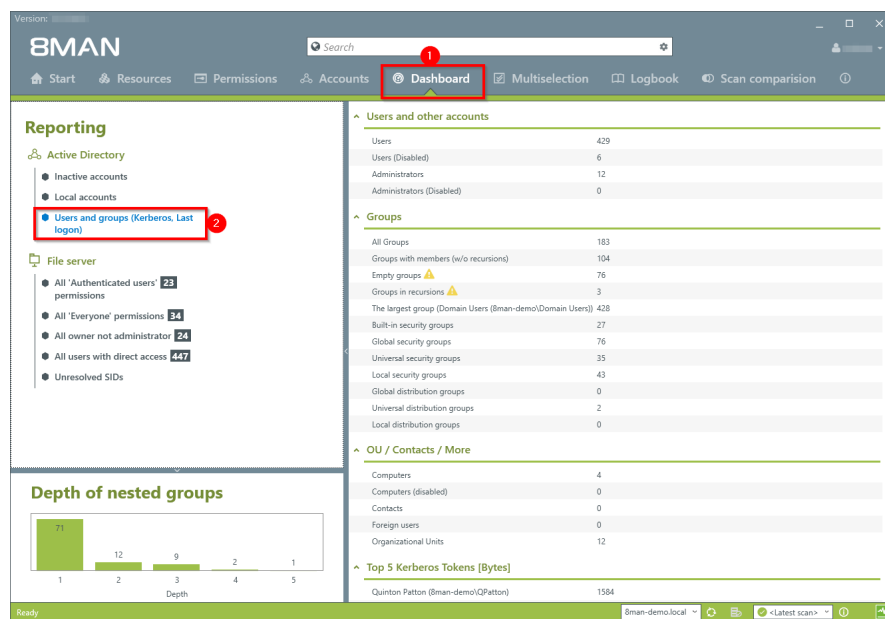 Version:
8MAN
Search
1
Start Resources Permissions Accounts Dashboard Multiselection Logbook Scan comparision
Reporting
Active Directory
Inactive accounts
Local accounts
Users and groups (Kerberos, Last
logon)
2
File server
All 'Authenticated users' 23
permissions
All 'Everyone' permissions 34
All owner not administrator 24
All users with direct access 447
Unresolved SIDs
Depth of nested groups
71
12
9
2
1
1 2 3 4 5
Depth
Users and other accounts
Users 429
Users (Disabled) 6
Administrators 12
Administrators (Disabled) 0
Groups
All Groups 183
Groups with members (w/o recursions) 104
Empty groups 76
Groups in recursions 3
The largest group (Domain Users (8man-demo\Domain Users)) 428
Built-in security groups 27
Global security groups 76
Universal security groups 35
Local security groups 43
Global distribution groups 0
Universal distribution groups 2
Local distribution groups 0
OU / Contacts / More
Computers 4
Computers (disabled) 0
Contacts 0
Foreign users 0
Organizational Units 12
Top 5 Kerberos Tokens [Bytes]
Quinton Patton (8man-demo\QPatton) 1584
Ready
8man-demo.local
<Latest scan>